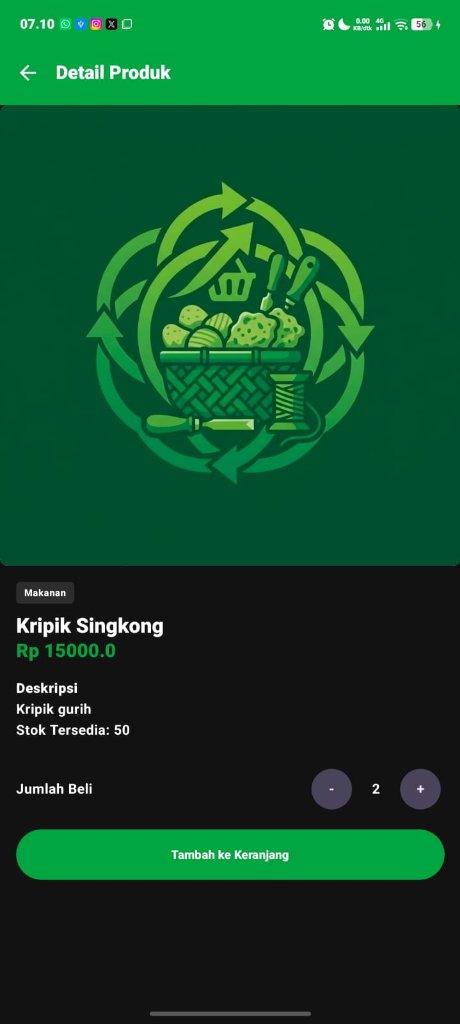 07.10
0.00
KB/dtk
4G
56
Detail Produk
Makanan
Kripik Singkong
Rp 15000.0
Deskripsi
Kripik gurih
Stok Tersedia: 50
Jumlah Beli
-
2
+
Tambah ke Keranjang